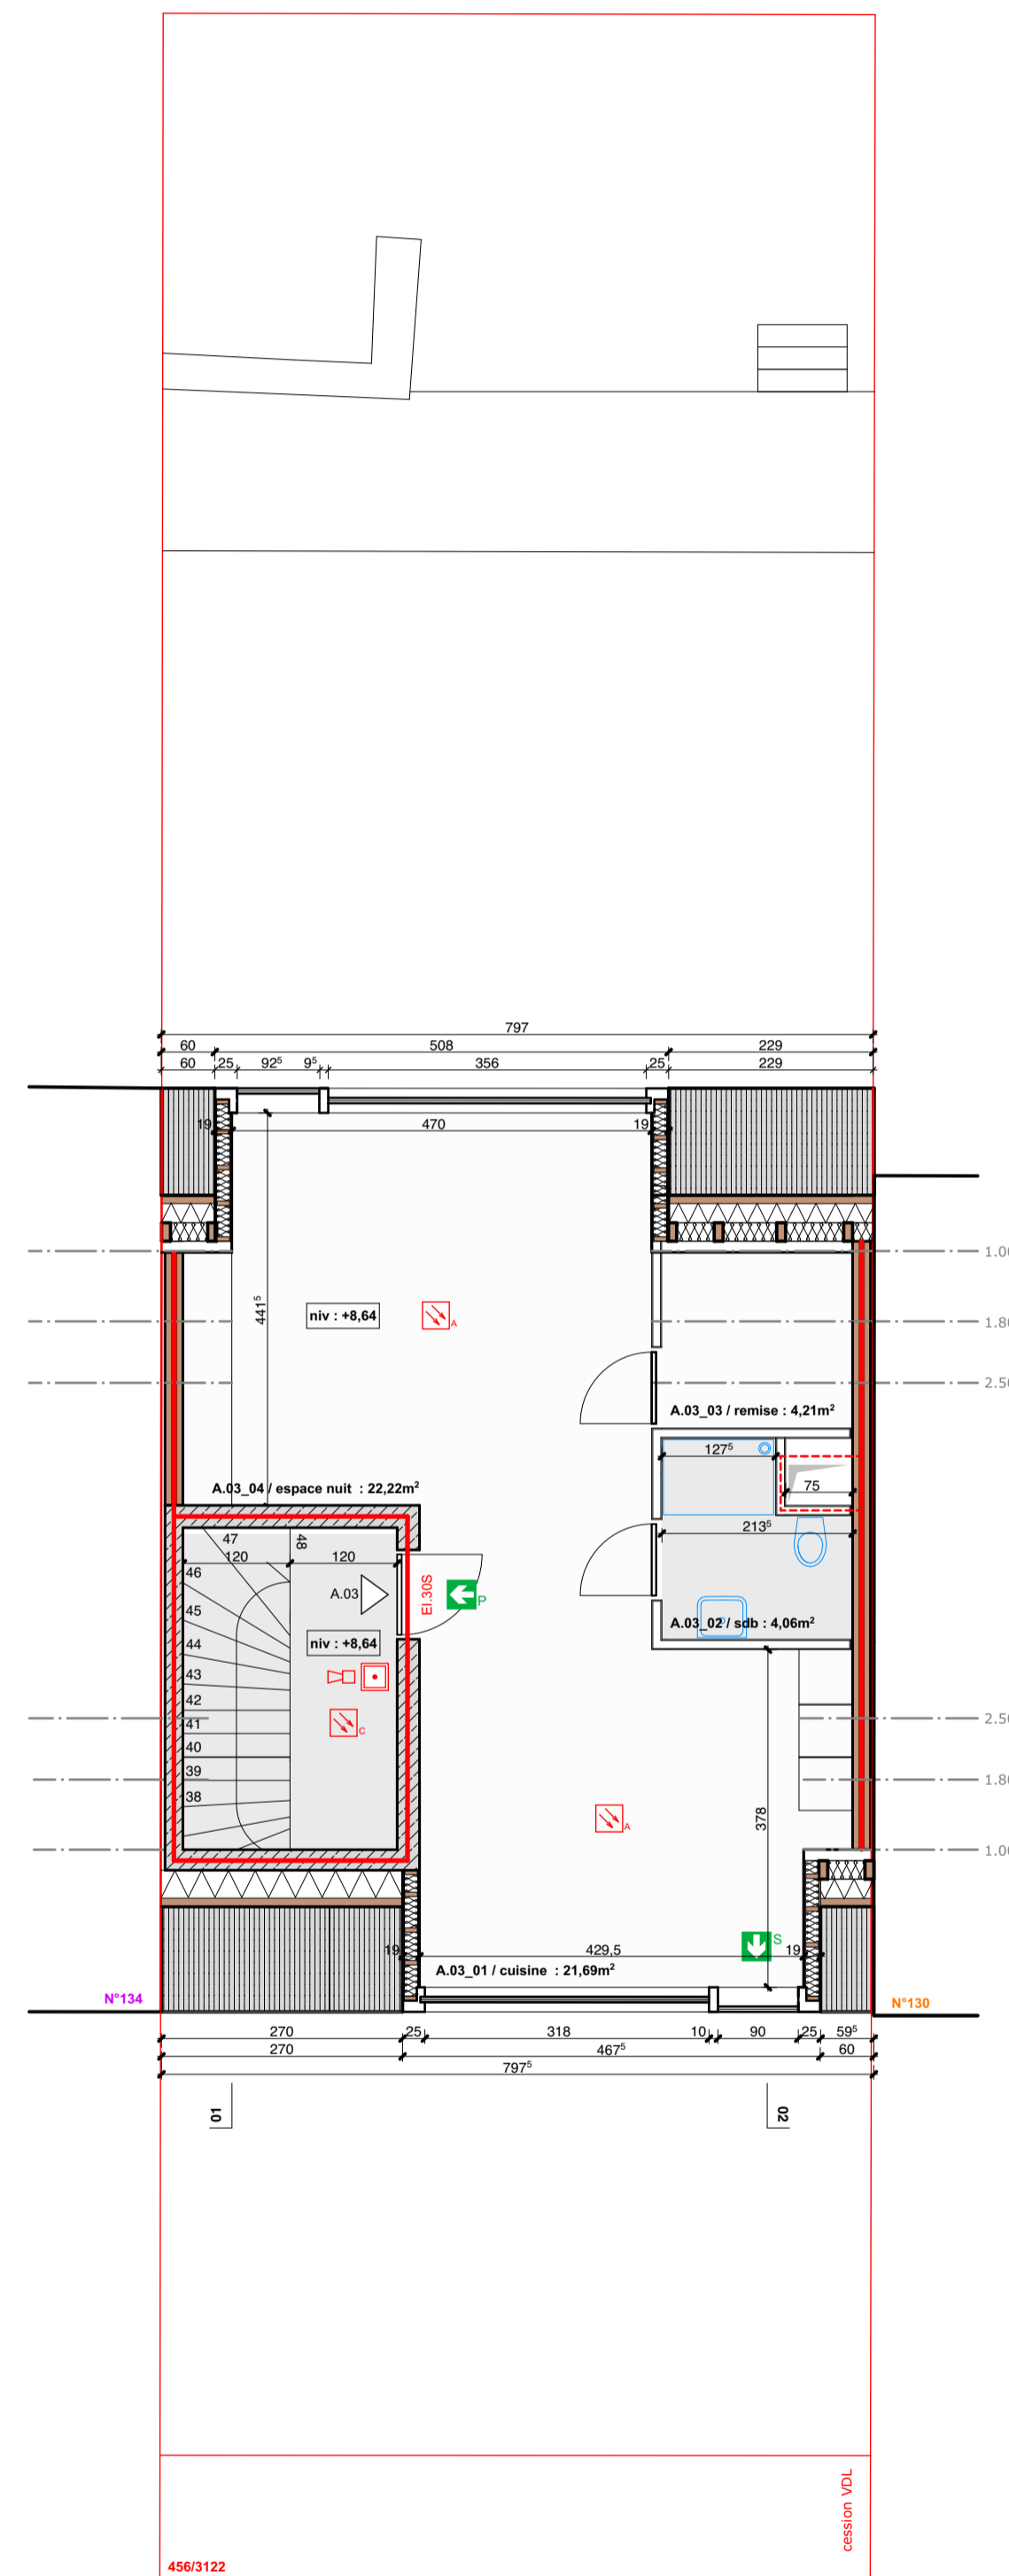 797
60 508 229
60 25 92⁵ 9⁵ 356 25 229
19 470 19
1.00
441⁵
niv : +8,64 A
1.80
2.50
A.03_03 / remise : 4,21m²
127⁵
75
A.03_04 / espace nuit : 22,22m²
213⁵
47 48
120 120
46
A.03 EI.30S P
45
A.03_02 / sdb : 4,06m²
44
niv : +8,64
43
42
41 C
2.50
40
39
1.80
38
378
A
1.00
S
19 429,5 19
A.03_01 / cuisine : 21,69m²
N°134
N°130
270 25 318 10 90 25 59⁵
270 467⁵ 60
797⁵
01 02
cession VDL
456/3122